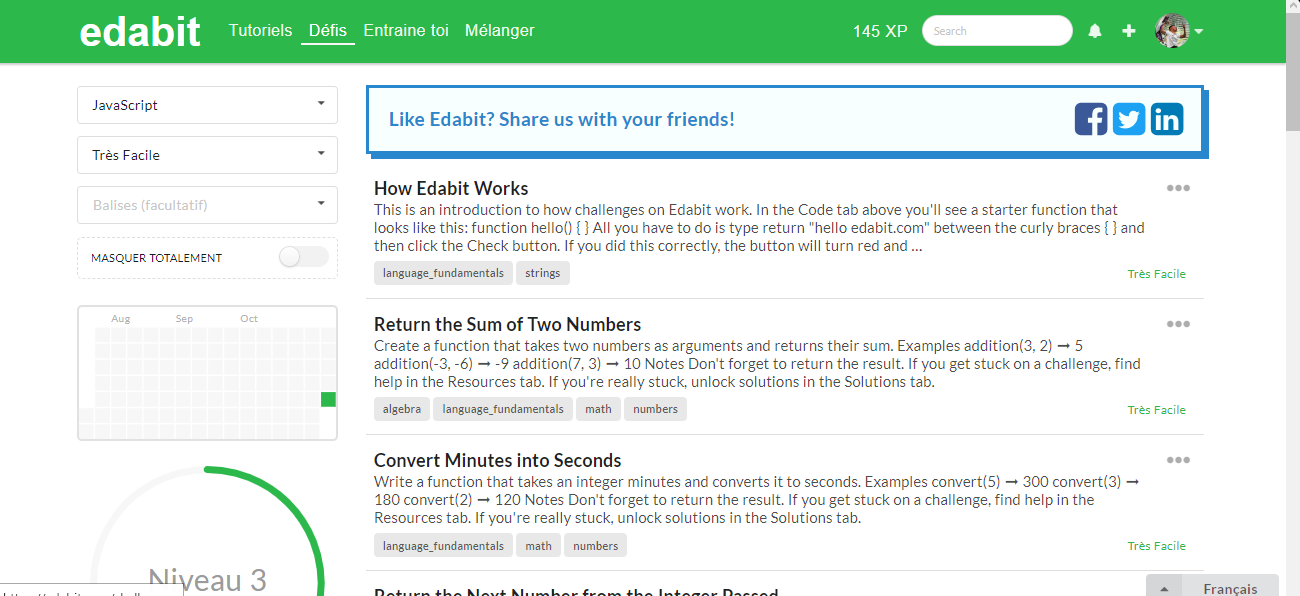 edabit Tutoriels Défis Entraine toi Mélanger 145 XP Search
JavaScript
Très Facile
Balises (facultatif)
MASQUER TOTALEMENT
Aug Sep Oct
Niveau 3
Like Edabit? Share us with your friends!
How Edabit Works
This is an introduction to how challenges on Edabit work. In the Code tab above you'll see a starter function that
looks like this: function hello() { } All you have to do is type return "hello edabit.com" between the curly braces { } and
then click the Check button. If you did this correctly, the button will turn red and ...
language_fundamentals strings
Très Facile
Return the Sum of Two Numbers
Create a function that takes two numbers as arguments and returns their sum. Examples addition(3, 2) ➞ 5
addition(-3, -6) ➞ -9 addition(7, 3) ➞ 10 Notes Don't forget to return the result. If you get stuck on a challenge, find
help in the Resources tab. If you're really stuck, unlock solutions in the Solutions tab.
algebra language_fundamentals math numbers
Très Facile
Convert Minutes into Seconds
Write a function that takes an integer minutes and converts it to seconds. Examples convert(5) ➞ 300 convert(3) ➞
180 convert(2) ➞ 120 Notes Don't forget to return the result. If you get stuck on a challenge, find help in the
Resources tab. If you're really stuck, unlock solutions in the Solutions tab.
language_fundamentals math numbers
Très Facile
Return the Next Number from the Integer Passed
Français